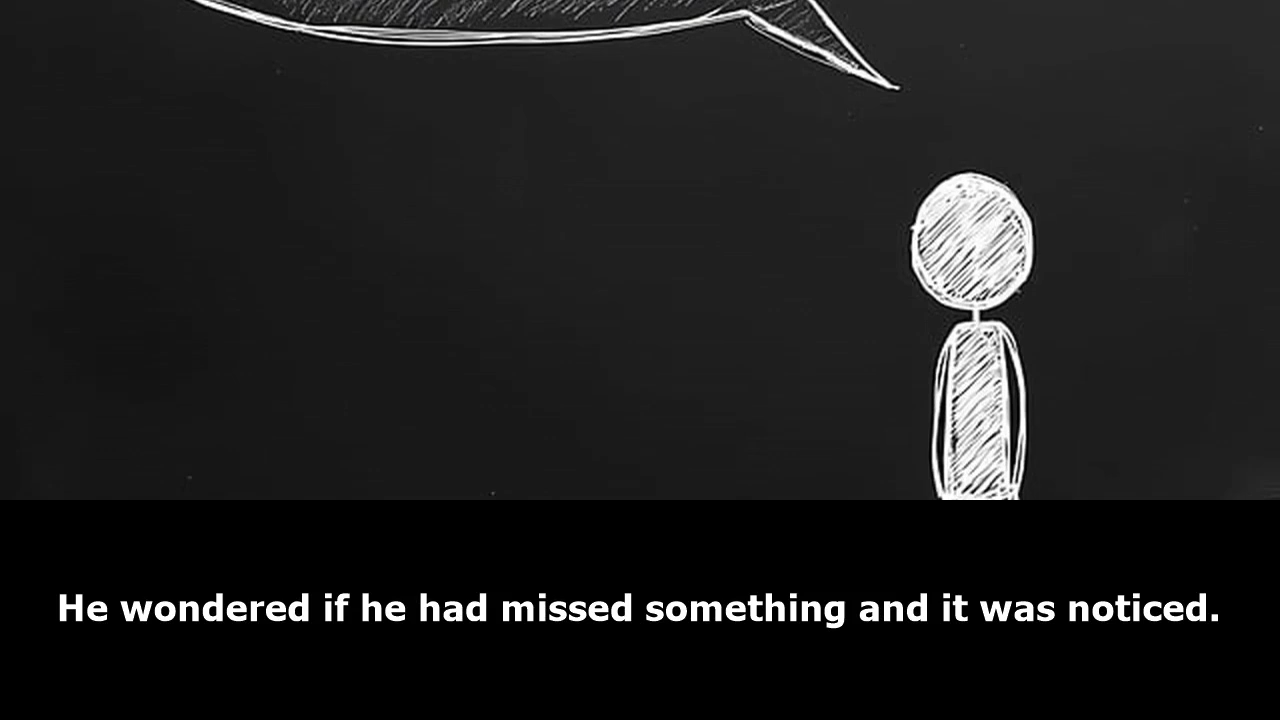 He wondered if he had missed something and it was noticed.